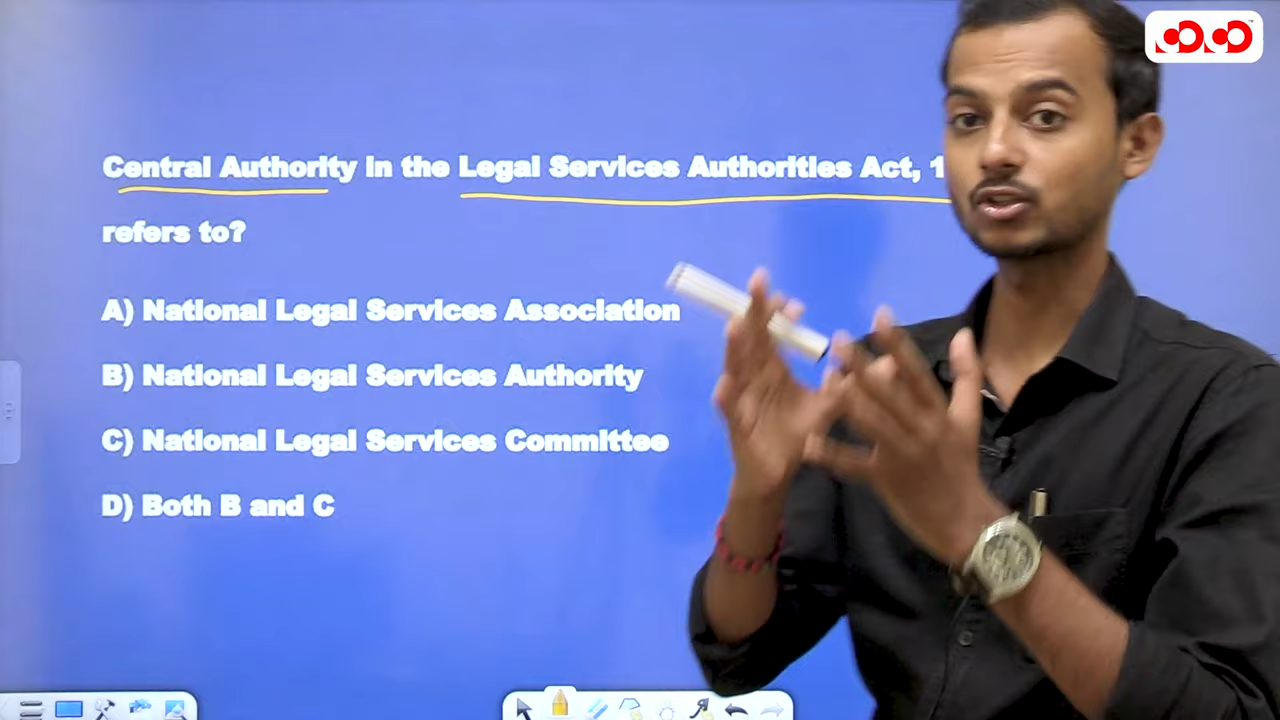 Central Authority in the Legal Services Authorities Act, 1
refers to?
A) National Legal Services Association
B) National Legal Services Authority
C) National Legal Services Committee
D) Both B and C